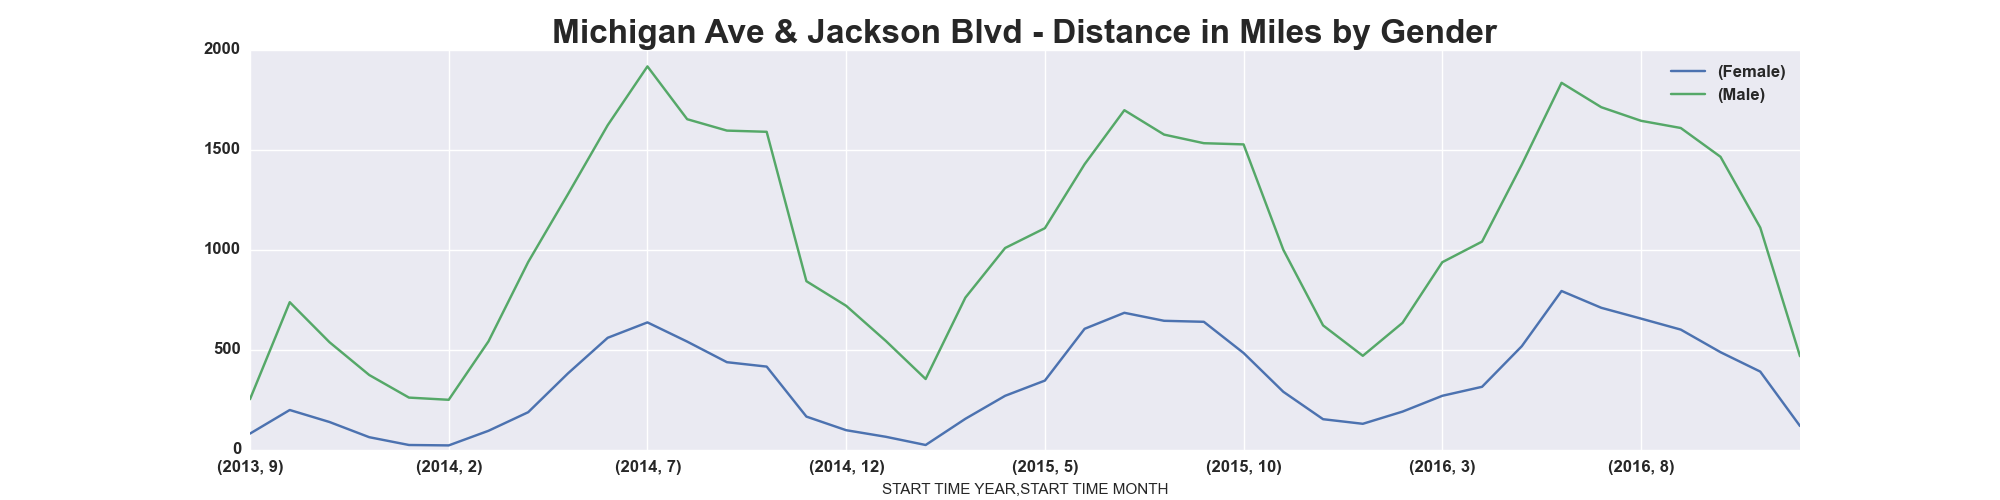 Michigan Ave & Jackson Blvd - Distance in Miles by Gender
2000
1500
1000
500
0
(Female)
(Male)
(2013, 9) (2014, 2) (2014, 7) (2014, 12) (2015, 5) (2015, 10) (2016, 3) (2016, 8)
START TIME YEAR,START TIME MONTH